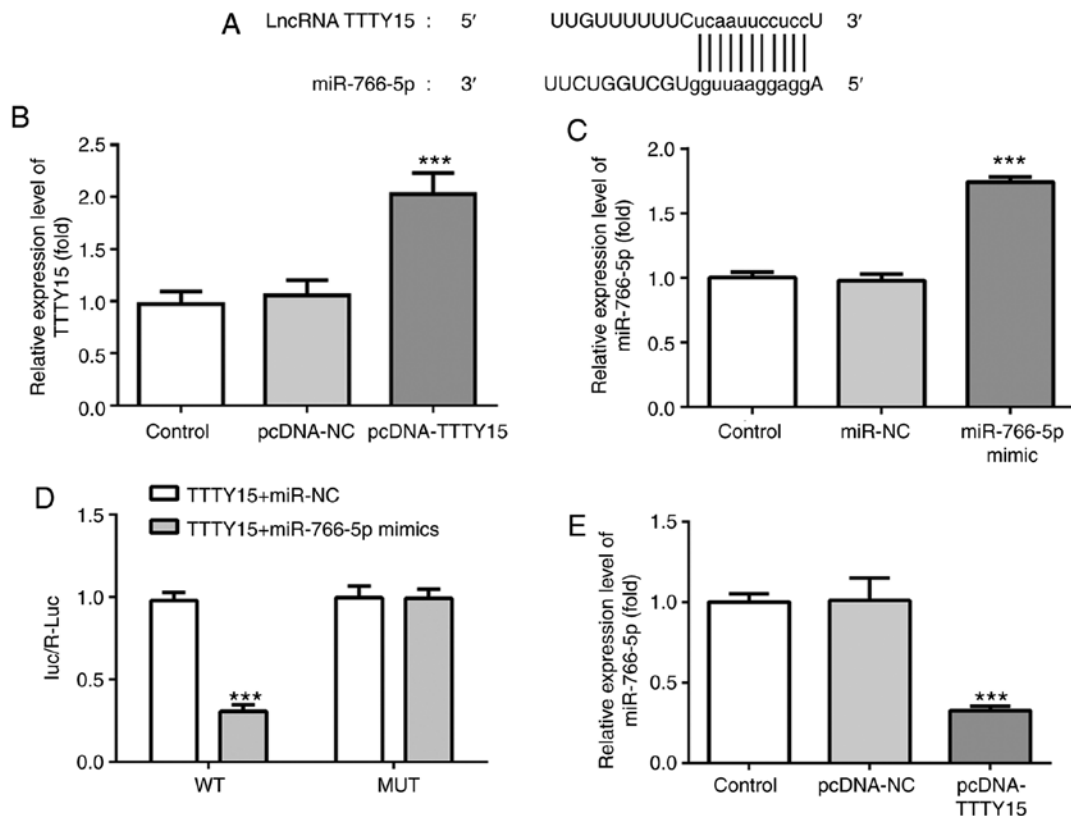 A
LncRNA TTTY15 : 5′ UUGUUUUUUCucaauuccuccU 3′
miR-766-5p : 3′ UUCUGGUCGUgguuaaggaggA 5′
B
Relative expression level of
TTTY15 (fold)
2.5
2.0
1.5
1.0
0.5
0.0
***
Control pcDNA-NC pcDNA-TTTY15
C
Relative expression level of
miR-766-5p (fold)
2.0
1.5
1.0
0.5
0.0
***
Control miR-NC miR-766-5p
mimic
D
TTTY15+miR-NC
TTTY15+miR-766-5p mimics
luc/R-Luc
1.5
1.0
0.5
0.0
***
WT MUT
E
Relative expression level of
miR-766-5p (fold)
1.5
1.0
0.5
0.0
***
Control pcDNA-NC pcDNA-
TTTY15